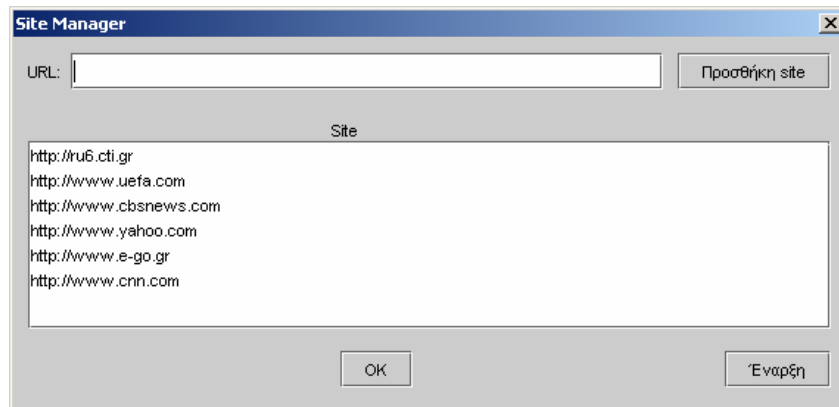 Site Manager
URL:
Προσθήκη site
Site
http://ru6.cti.gr
http://www.uefa.com
http://www.cbsnews.com
http://www.yahoo.com
http://www.e-go.gr
http://www.cnn.com
OK
Έναρξη